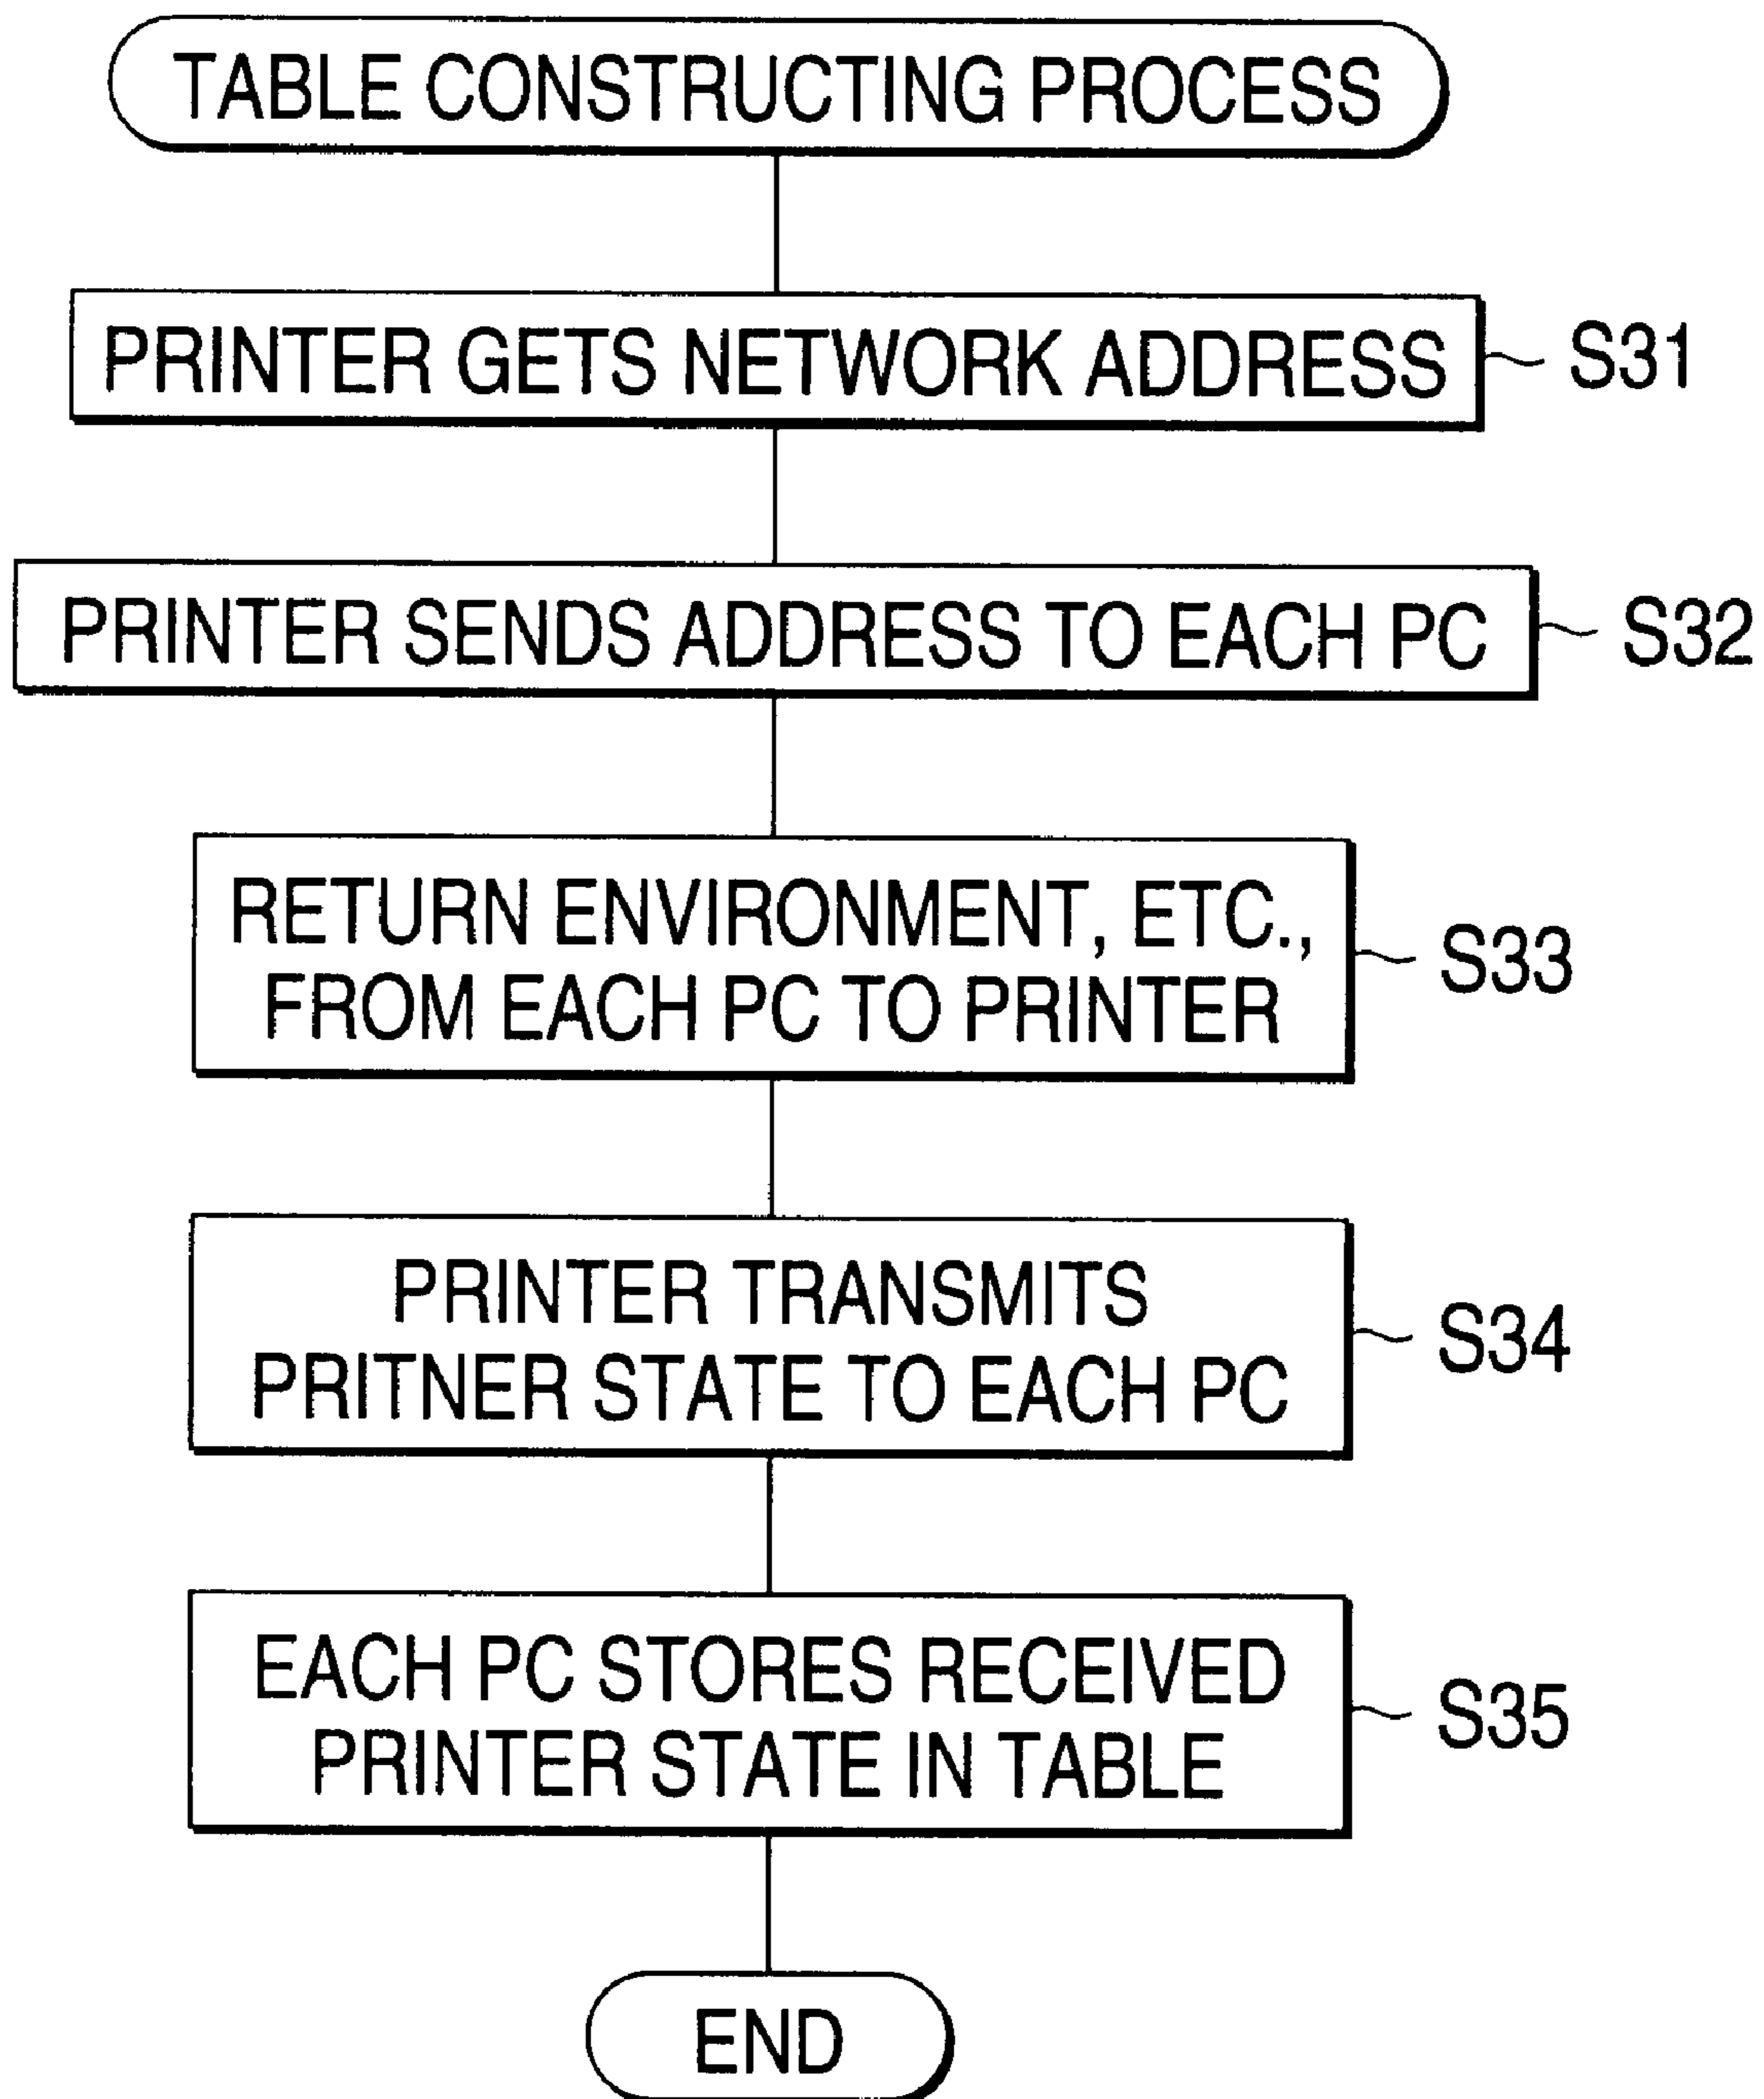 TABLE CONSTRUCTING PROCESS
PRINTER GETS NETWORK ADDRESS
S31
PRINTER SENDS ADDRESS TO EACH PC
S32
RETURN ENVIRONMENT, ETC.,
FROM EACH PC TO PRINTER
S33
PRINTER TRANSMITS
PRITNER STATE TO EACH PC
S34
EACH PC STORES RECEIVED
PRINTER STATE IN TABLE
S35
END